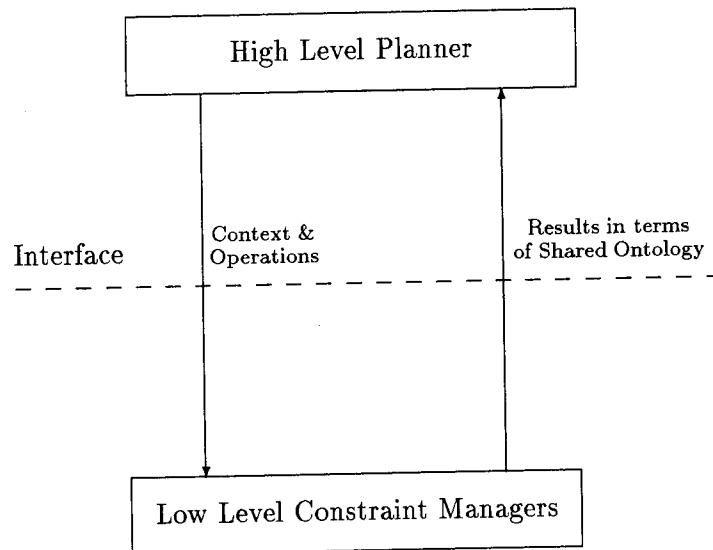 High Level Planner
Context &
Operations
Results in terms
of Shared Ontology
Interface
Low Level Constraint Managers